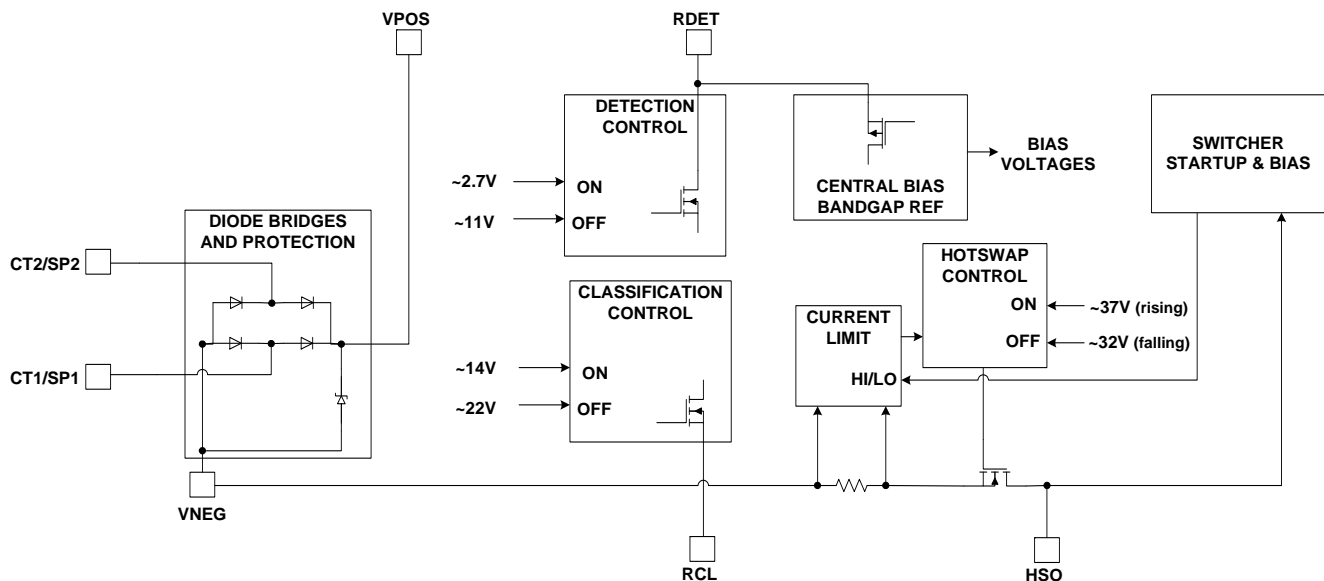 VPOS
RDET
DETECTION
CONTROL
~2.7V
ON
~11V
OFF
CENTRAL BIAS
BANDGAP REF
BIAS
VOLTAGES
SWITCHER
STARTUP & BIAS
DIODE BRIDGES
AND PROTECTION
CT2/SP2
CT1/SP1
CLASSIFICATION
CONTROL
~14V
ON
~22V
OFF
CURRENT
LIMIT
HI/LO
HOTSWAP
CONTROL
ON
~37V (rising)
OFF
~32V (falling)
VNEG
RCL
HSO